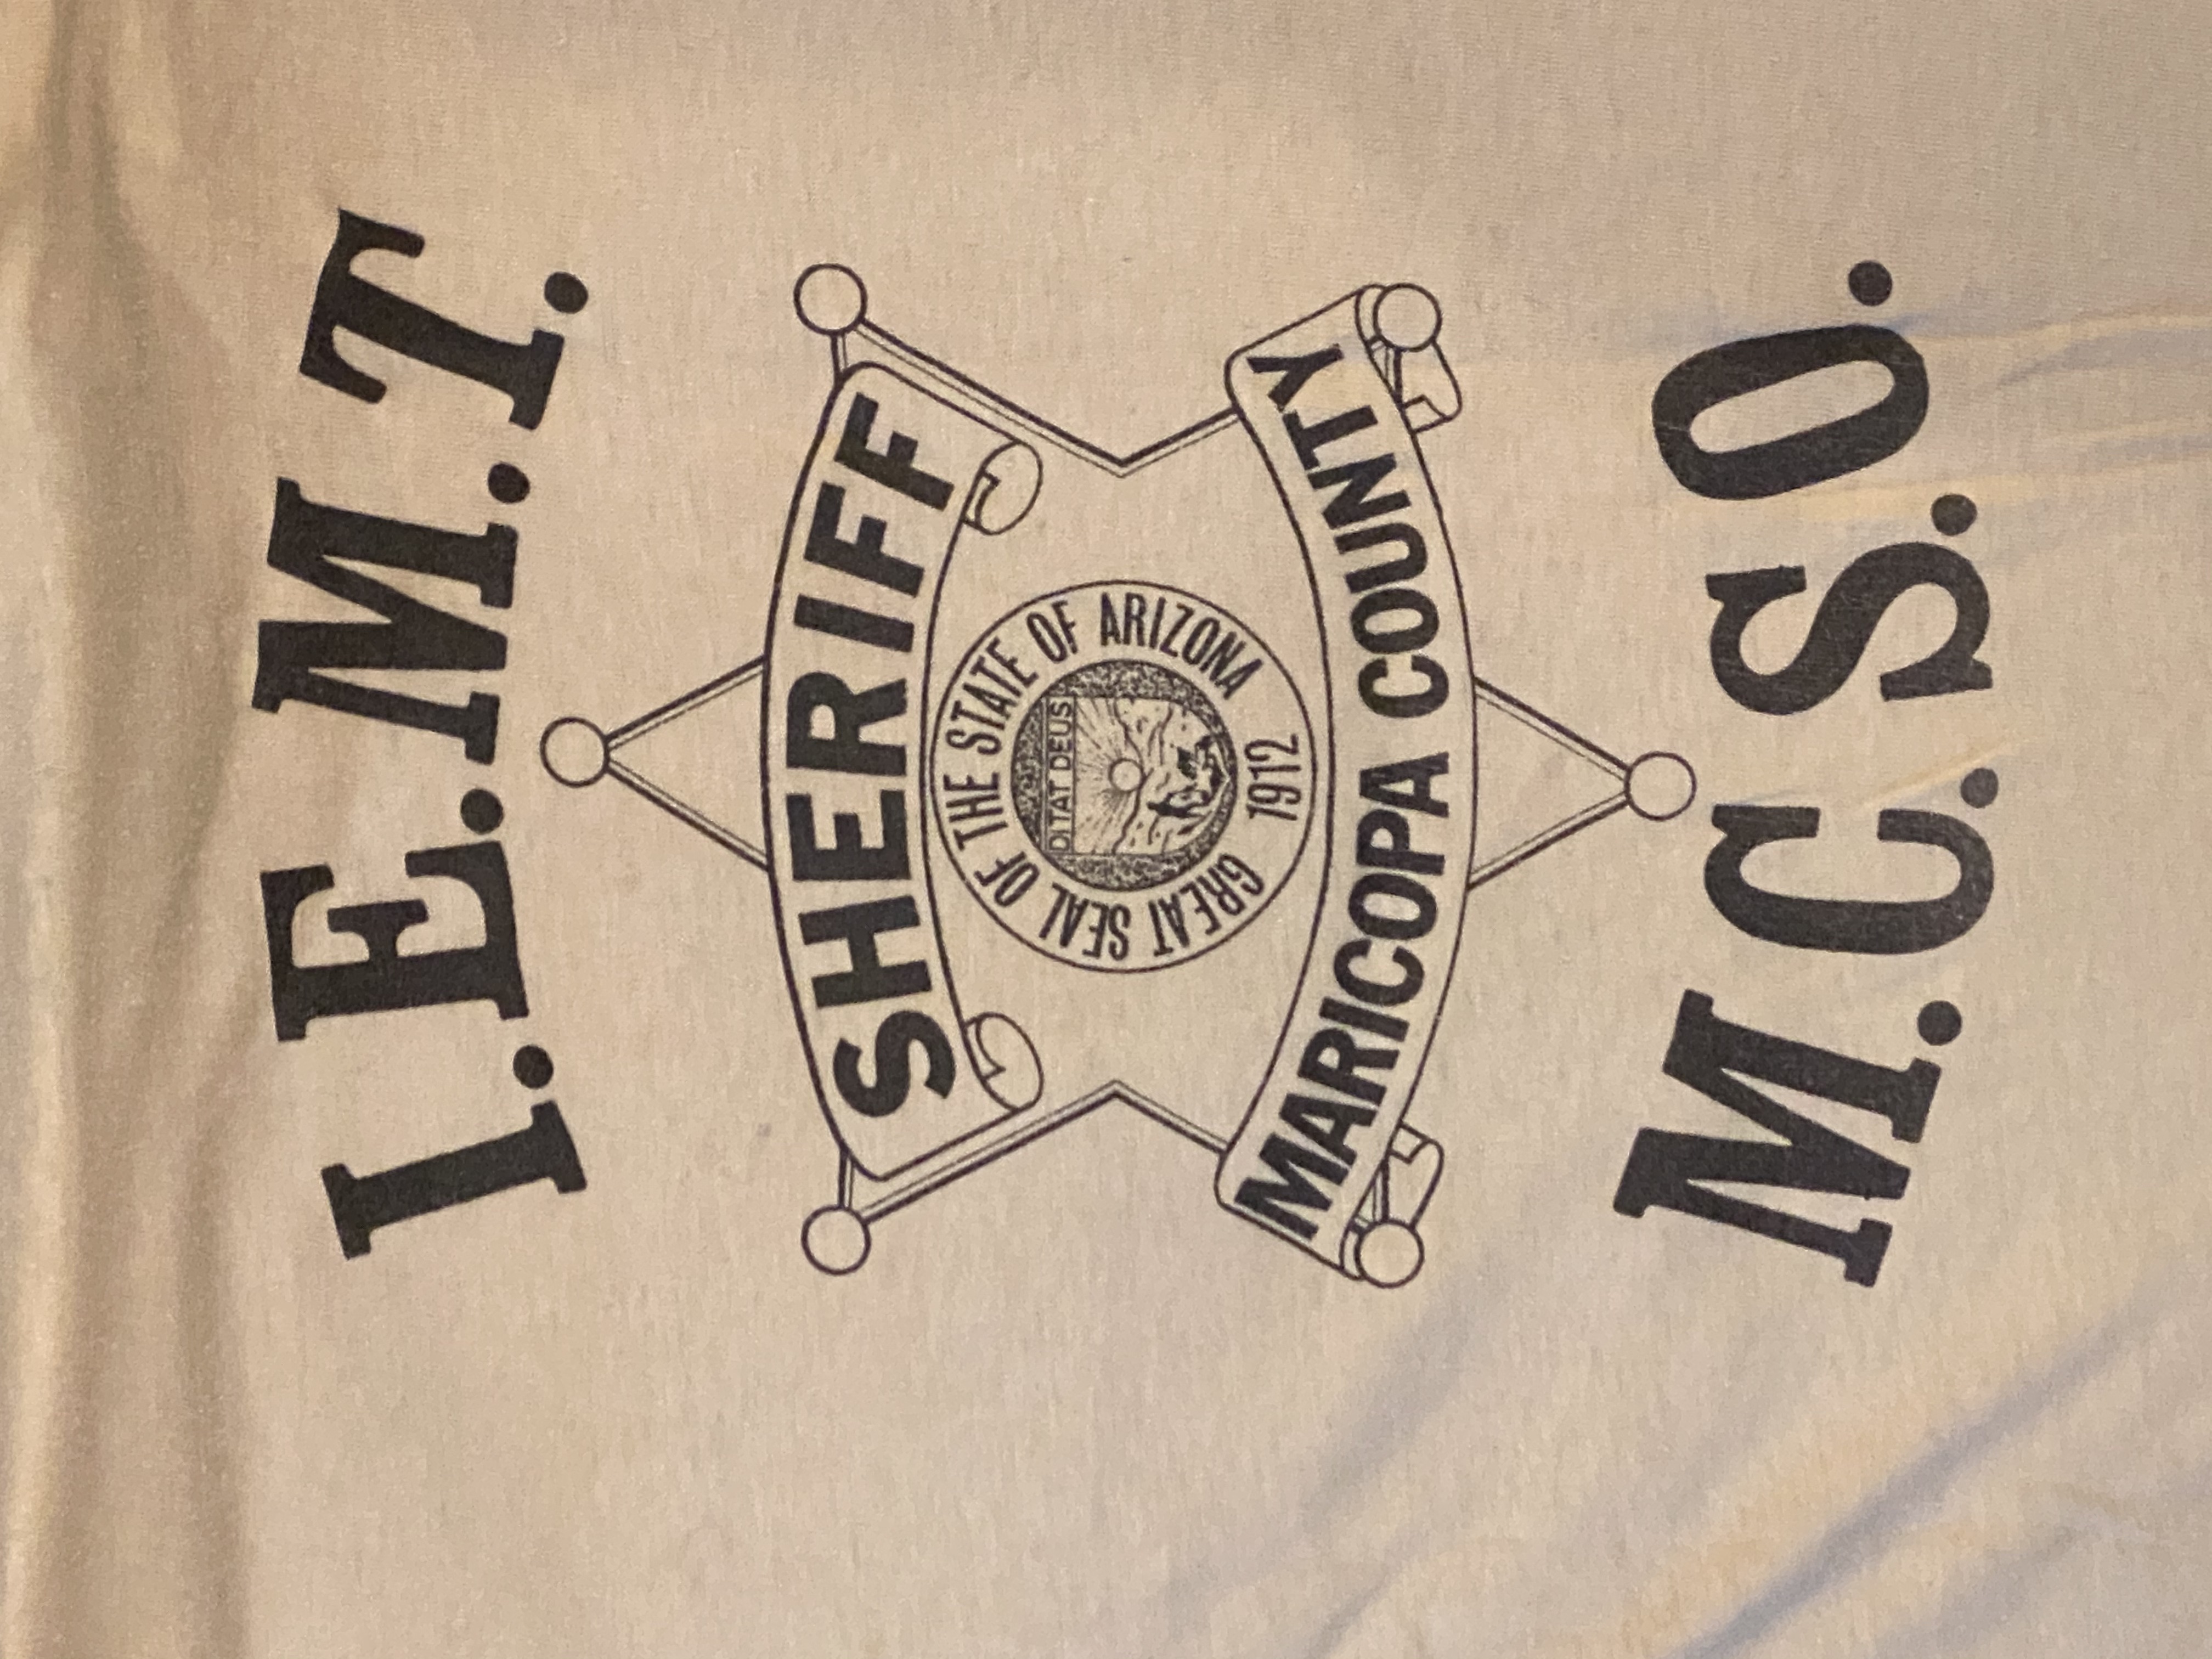 I.E.M.T.
SHERIFF
GREAT SEAL OF THE STATE OF ARIZONA
DITAT DEUS
1912
MARICOPA COUNTY
M.C.S.O.